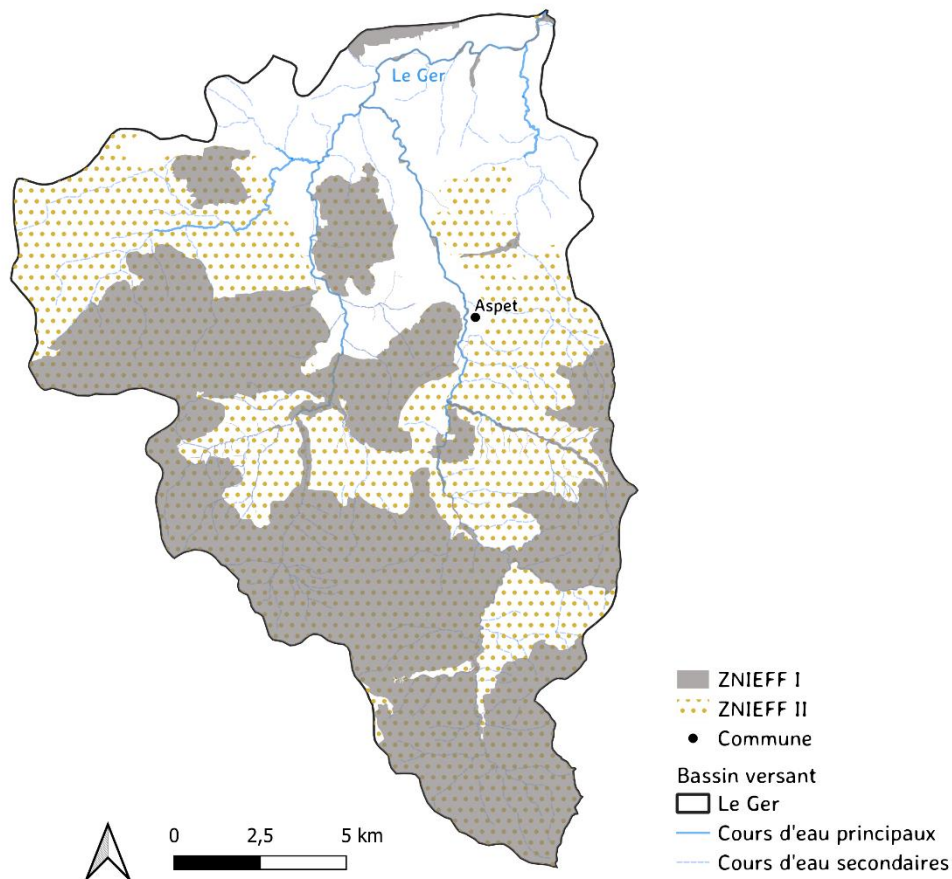 Le Ger
Aspet
ZNIEFF I
ZNIEFF II
Commune
Bassin versant
Le Ger
Cours d'eau principaux
Cours d'eau secondaires
0 2,5 5 km